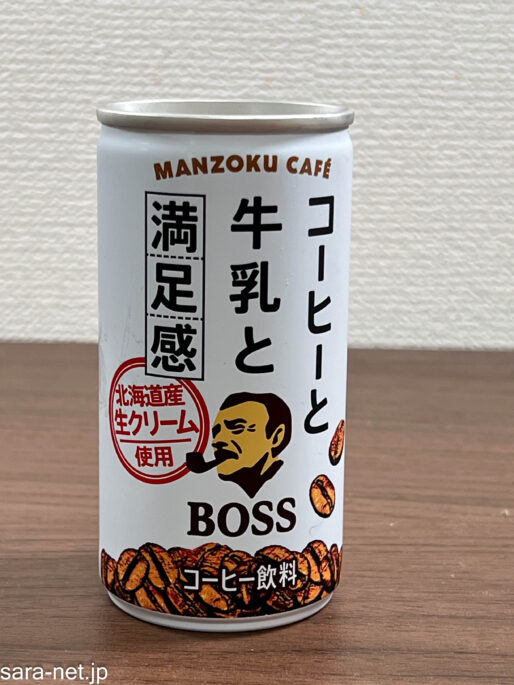 MANZOKU CAFÉ
コーヒーと
牛乳と
満足感
北海道産
生クリーム
使用
BOSS
コーヒー飲料
sara-net.jp